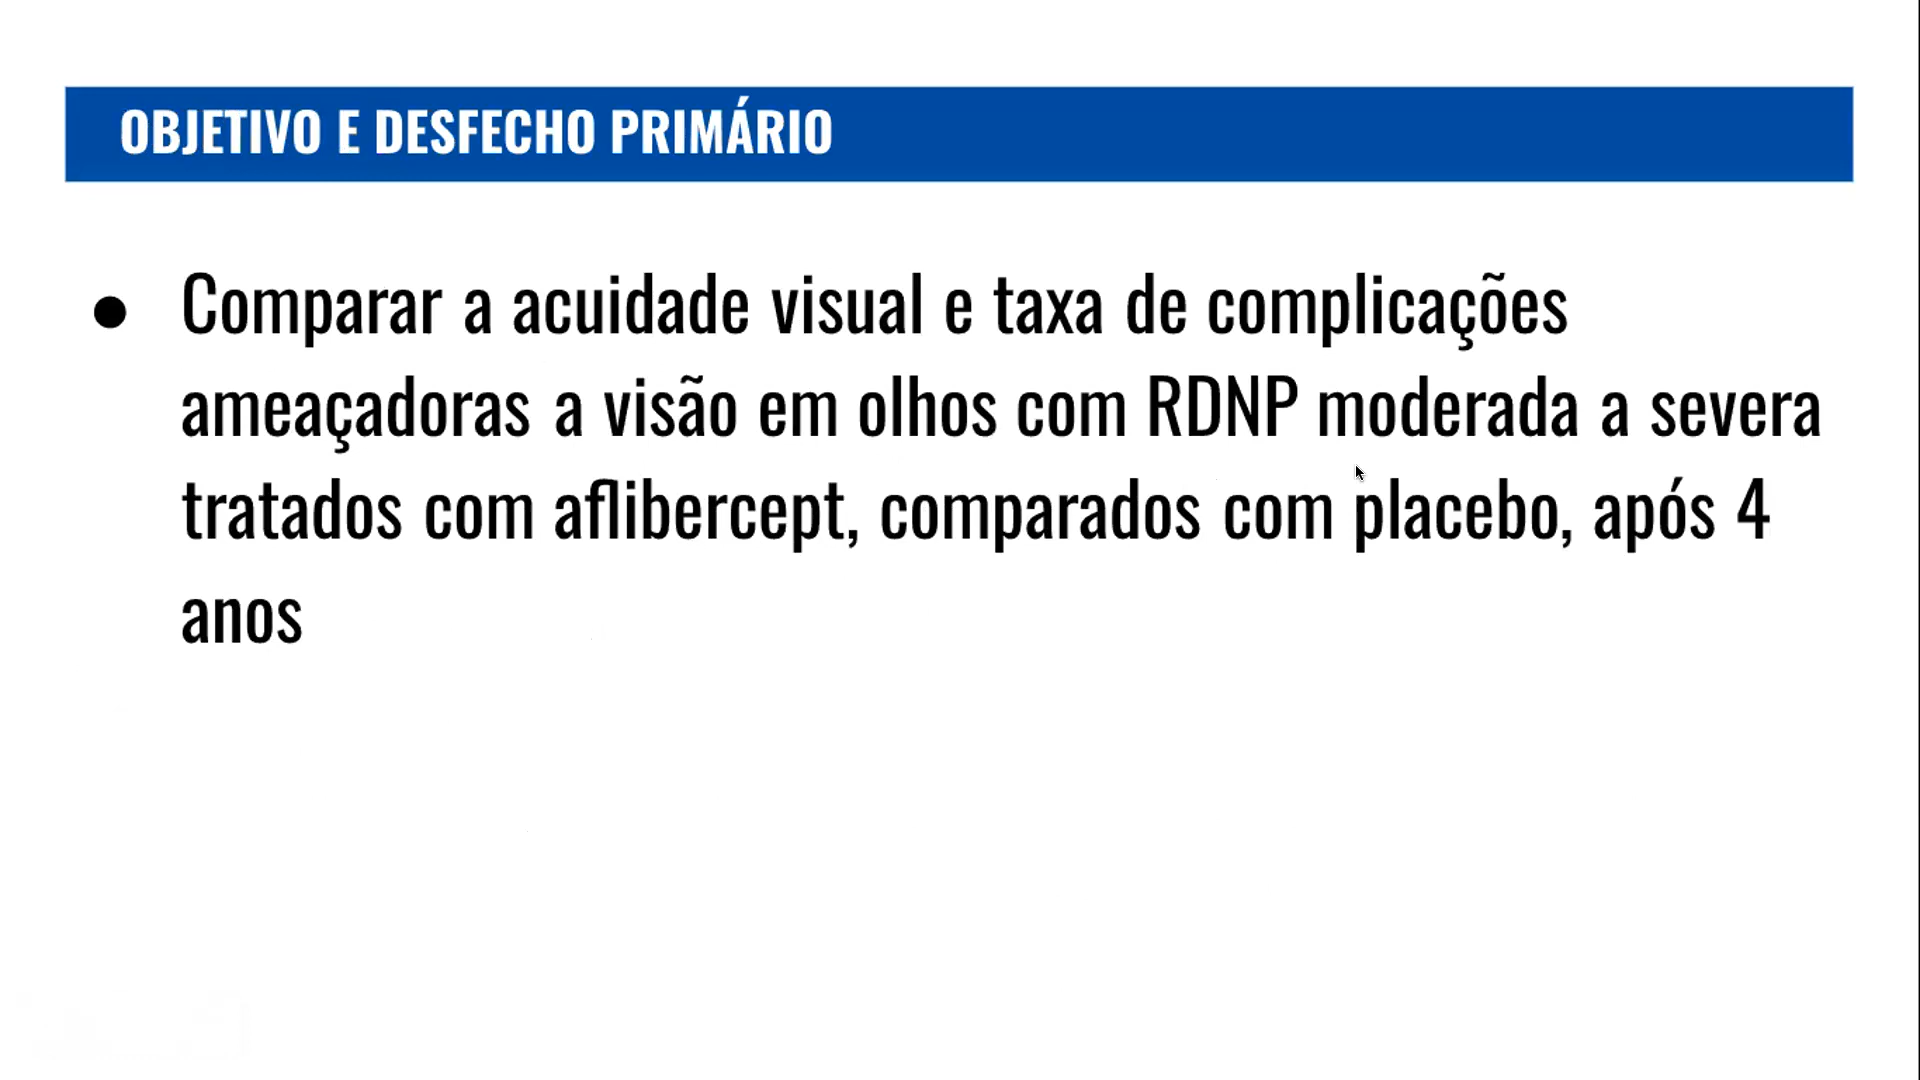 OBJETIVO E DESFECHO PRIMÁRIO
● Comparar a acuidade visual e taxa de complicações
ameaçadoras a visão em olhos com RDNP moderada a severa
tratados com aflibercept, comparados com placebo, após 4
anos